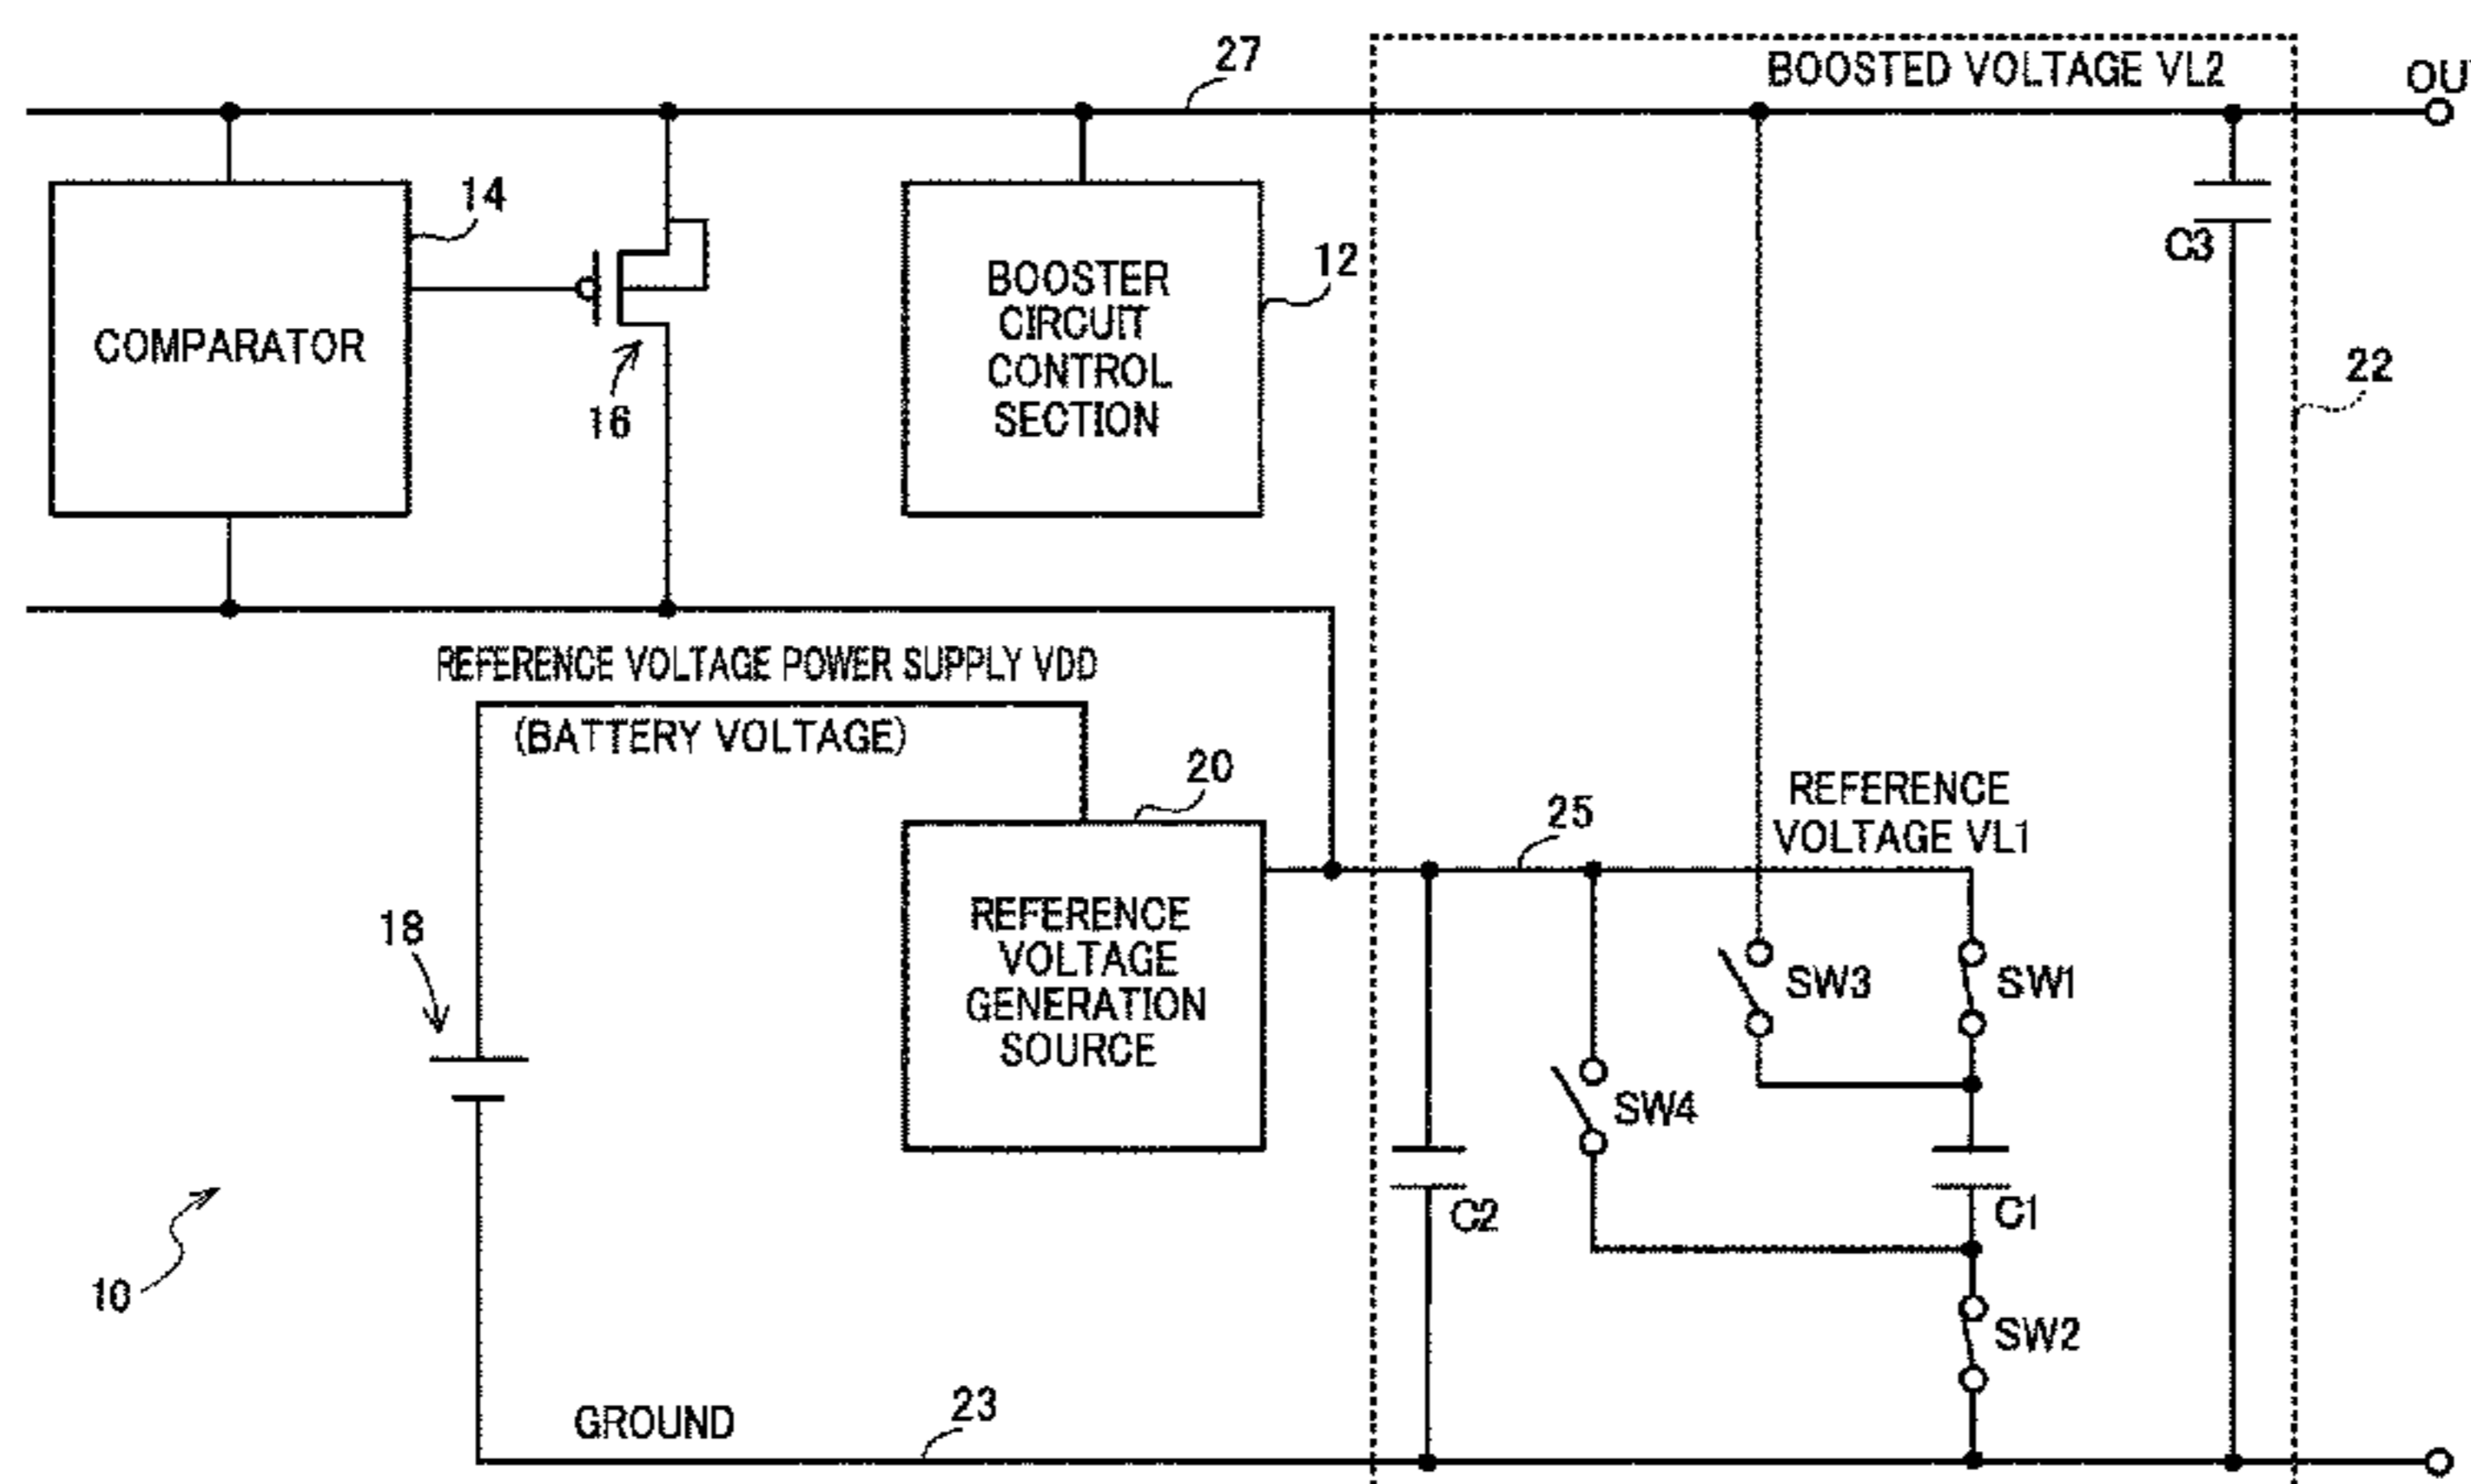 27
BOOSTED VOLTAGE VL2
OU
14
COMPARATOR
16
BOOSTER
CIRCUIT
CONTROL
SECTION
12
C3
22
REFERENCE VOLTAGE POWER SUPPLY VDD
(BATTERY VOLTAGE)
20
25
REFERENCE
VOLTAGE VL1
18
REFERENCE
VOLTAGE
GENERATION
SOURCE
SW3
SW1
SW4
C2
C1
10
SW2
GROUND
23